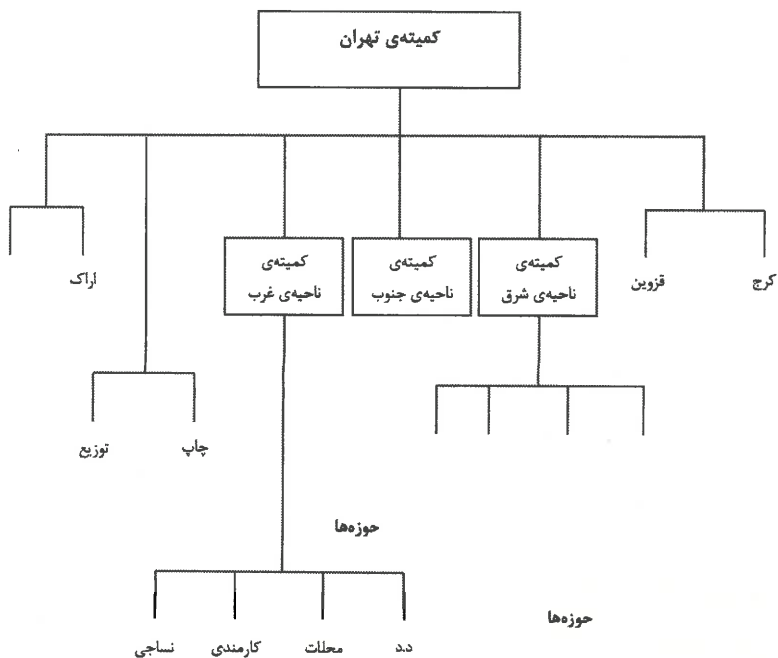 کمیته‌ی تهران
کمیته‌ی
ناحیه‌ی شرق
کمیته‌ی
ناحیه‌ی جنوب
کمیته‌ی
ناحیه‌ی غرب
کرج
قزوین
اراک
چاپ
توزیع
حوزه‌ها
حوزه‌ها
د.د
محلات
کارمندی
نساجی